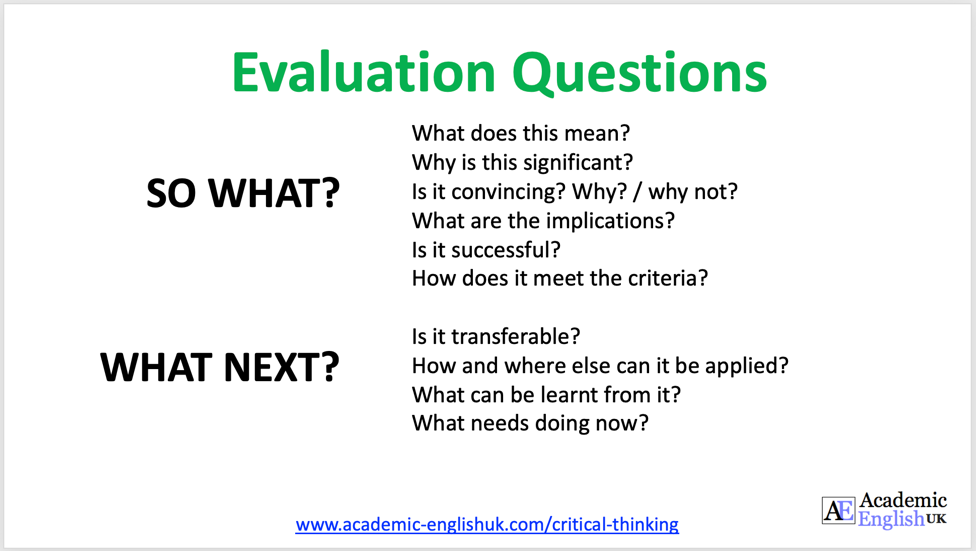 Evaluation Questions
SO WHAT?
What does this mean?
Why is this significant?
Is it convincing? Why? / why not?
What are the implications?
Is it successful?
How does it meet the criteria?
WHAT NEXT?
Is it transferable?
How and where else can it be applied?
What can be learnt from it?
What needs doing now?
www.academic-englishuk.com/critical-thinking
AE Academic
English UK